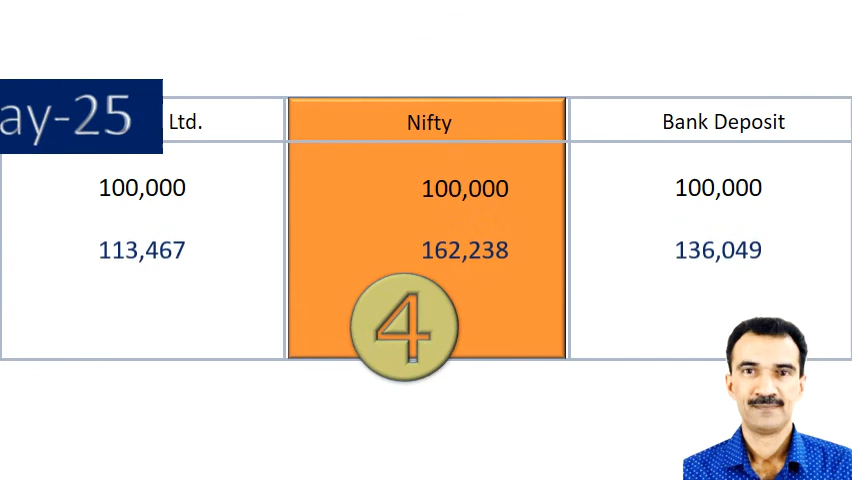 ay-25
Ltd. Nifty Bank Deposit
100,000 100,000 100,000
113,467 162,238 136,049
4